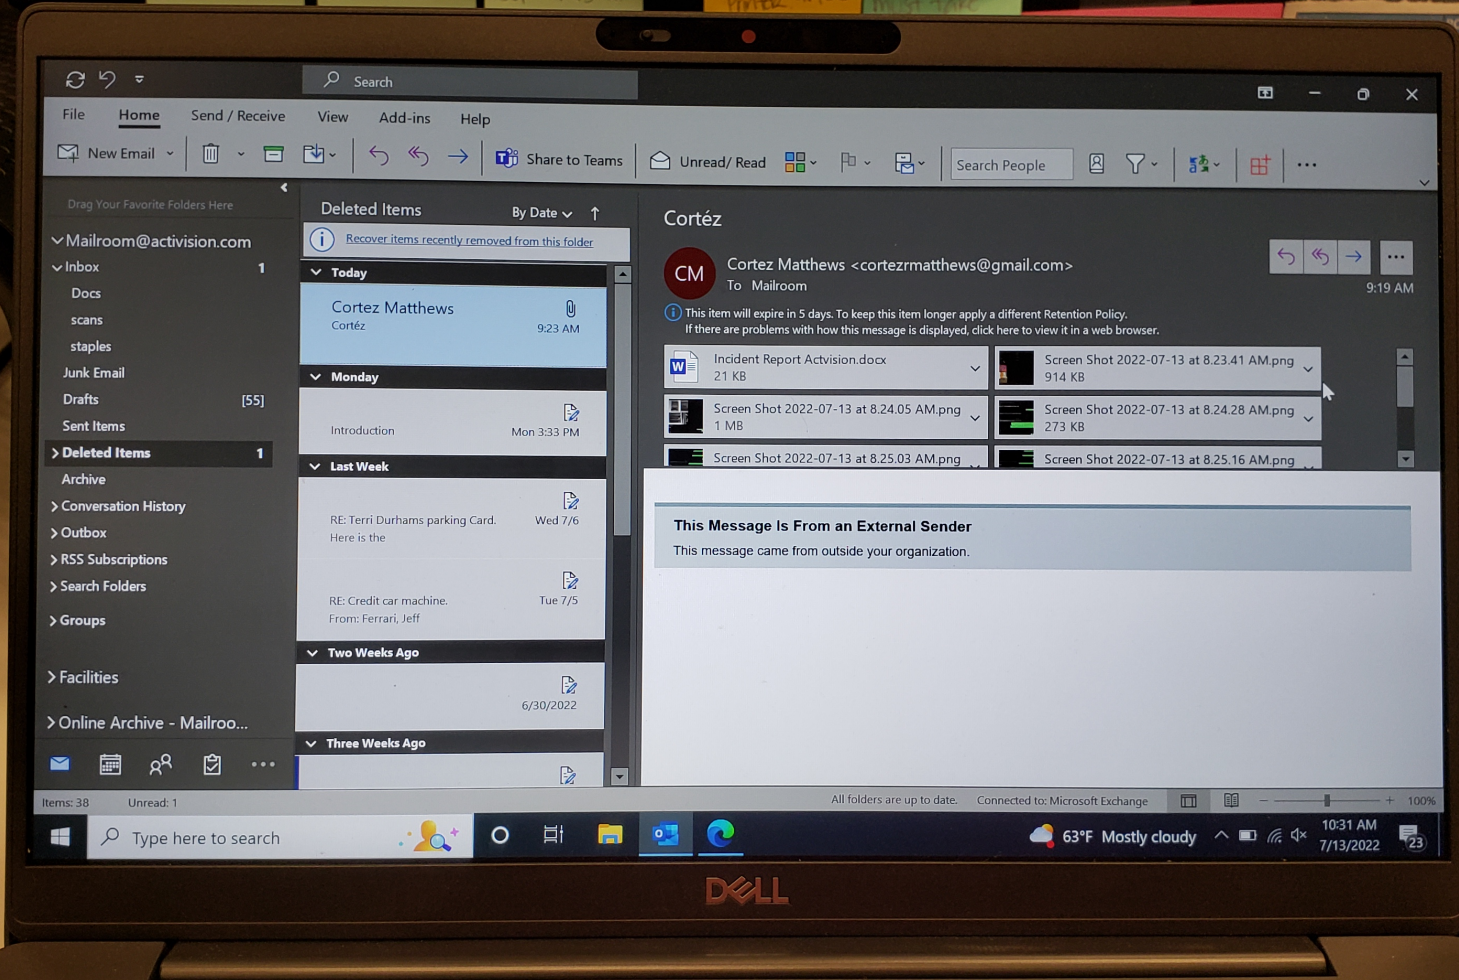 Search
File Home Send / Receive View Add-ins Help
New Email Share to Teams Unread/ Read Search People
Drag Your Favorite Folders Here
Mailroom@activision.com
Inbox 1
Docs
scans
staples
Junk Email
Drafts [55]
Sent Items
Deleted Items 1
Archive
Conversation History
Outbox
RSS Subscriptions
Search Folders
Groups
Facilities
Online Archive - Mailroo...
Items: 38 Unread: 1
Deleted Items By Date
Recover items recently removed from this folder
Today
Cortez Matthews
Cortéz 9:23 AM
Monday
Introduction Mon 3:33 PM
Last Week
RE: Terri Durhams parking Card. Wed 7/6
Here is the
RE: Credit car machine. Tue 7/5
From: Ferrari, Jeff
Two Weeks Ago
6/30/2022
Three Weeks Ago
Cortéz
CM
Cortez Matthews <cortezrmatthews@gmail.com>
To Mailroom
9:19 AM
This item will expire in 5 days. To keep this item longer apply a different Retention Policy.
If there are problems with how this message is displayed, click here to view it in a web browser.
Incident Report Actvision.docx
21 KB
Screen Shot 2022-07-13 at 8.23.41 AM.png
914 KB
Screen Shot 2022-07-13 at 8.24.05 AM.png
1 MB
Screen Shot 2022-07-13 at 8.24.28 AM.png
273 KB
Screen Shot 2022-07-13 at 8.25.03 AM.png
Screen Shot 2022-07-13 at 8.25.16 AM.png
This Message Is From an External Sender
This message came from outside your organization.
All folders are up to date. Connected to: Microsoft Exchange 100%
Type here to search
63°F Mostly cloudy
10:31 AM
7/13/2022
23
DELL